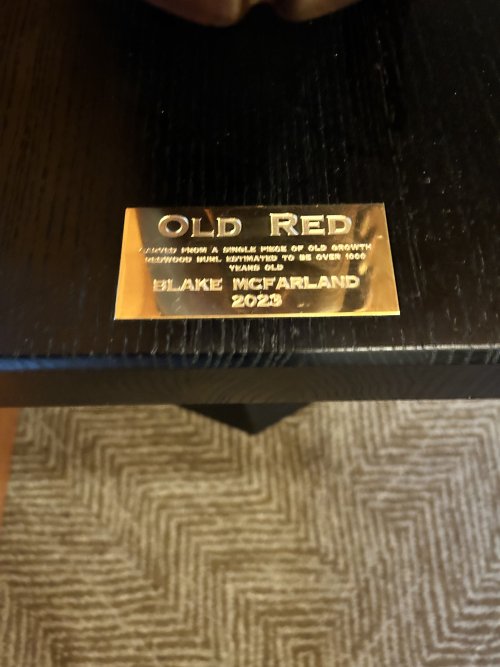 OLD RED
CARVED FROM A SINGLE PIECE OF OLD GROWTH
REDWOOD BURL ESTIMATED TO BE OVER 1000
YEARS OLD
BLAKE MCFARLAND
2023